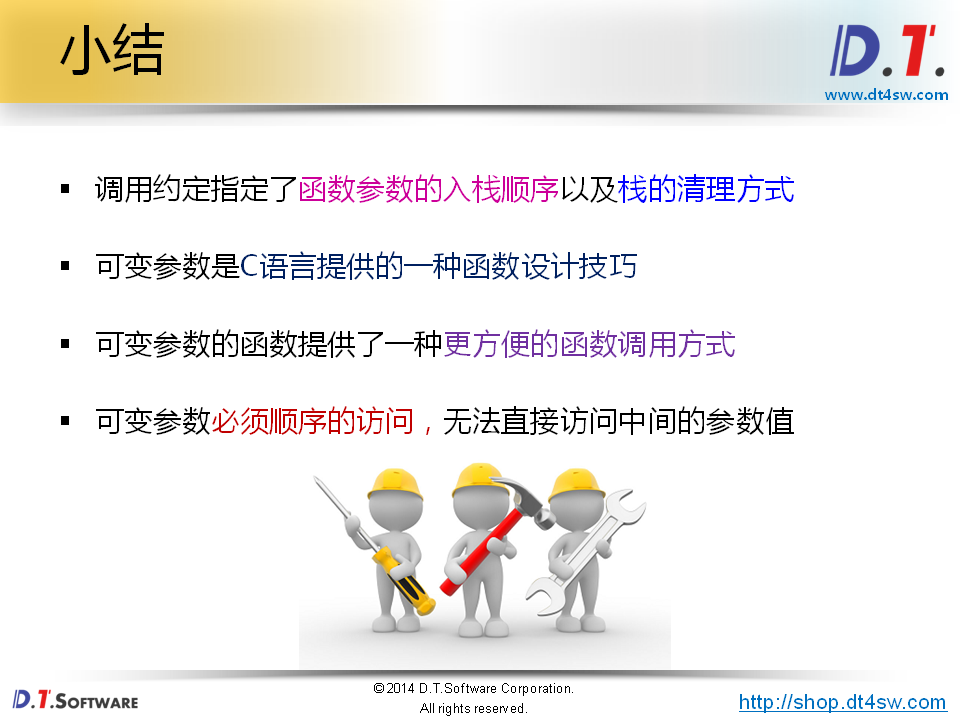 小结
D.T.
www.dt4sw.com
▪ 调用约定指定了函数参数的入栈顺序以及栈的清理方式
▪ 可变参数是C语言提供的一种函数设计技巧
▪ 可变参数的函数提供了一种更方便的函数调用方式
▪ 可变参数必须顺序的访问，无法直接访问中间的参数值
D.T.SOFTWARE
©2014 D.T.Software Corporation.
All rights reserved.
http://shop.dt4sw.com